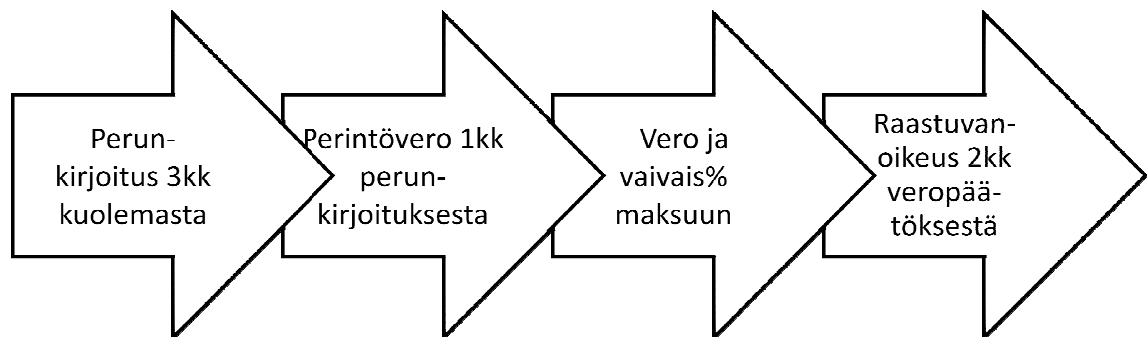 Perun-
kirjoitus 3kk
kuolemasta
Perintövero 1kk
perun-
kirjoituksesta
Vero ja
vaivais%
maksuun
Raastuvan-
oikeus 2kk
veropää-
töksestä